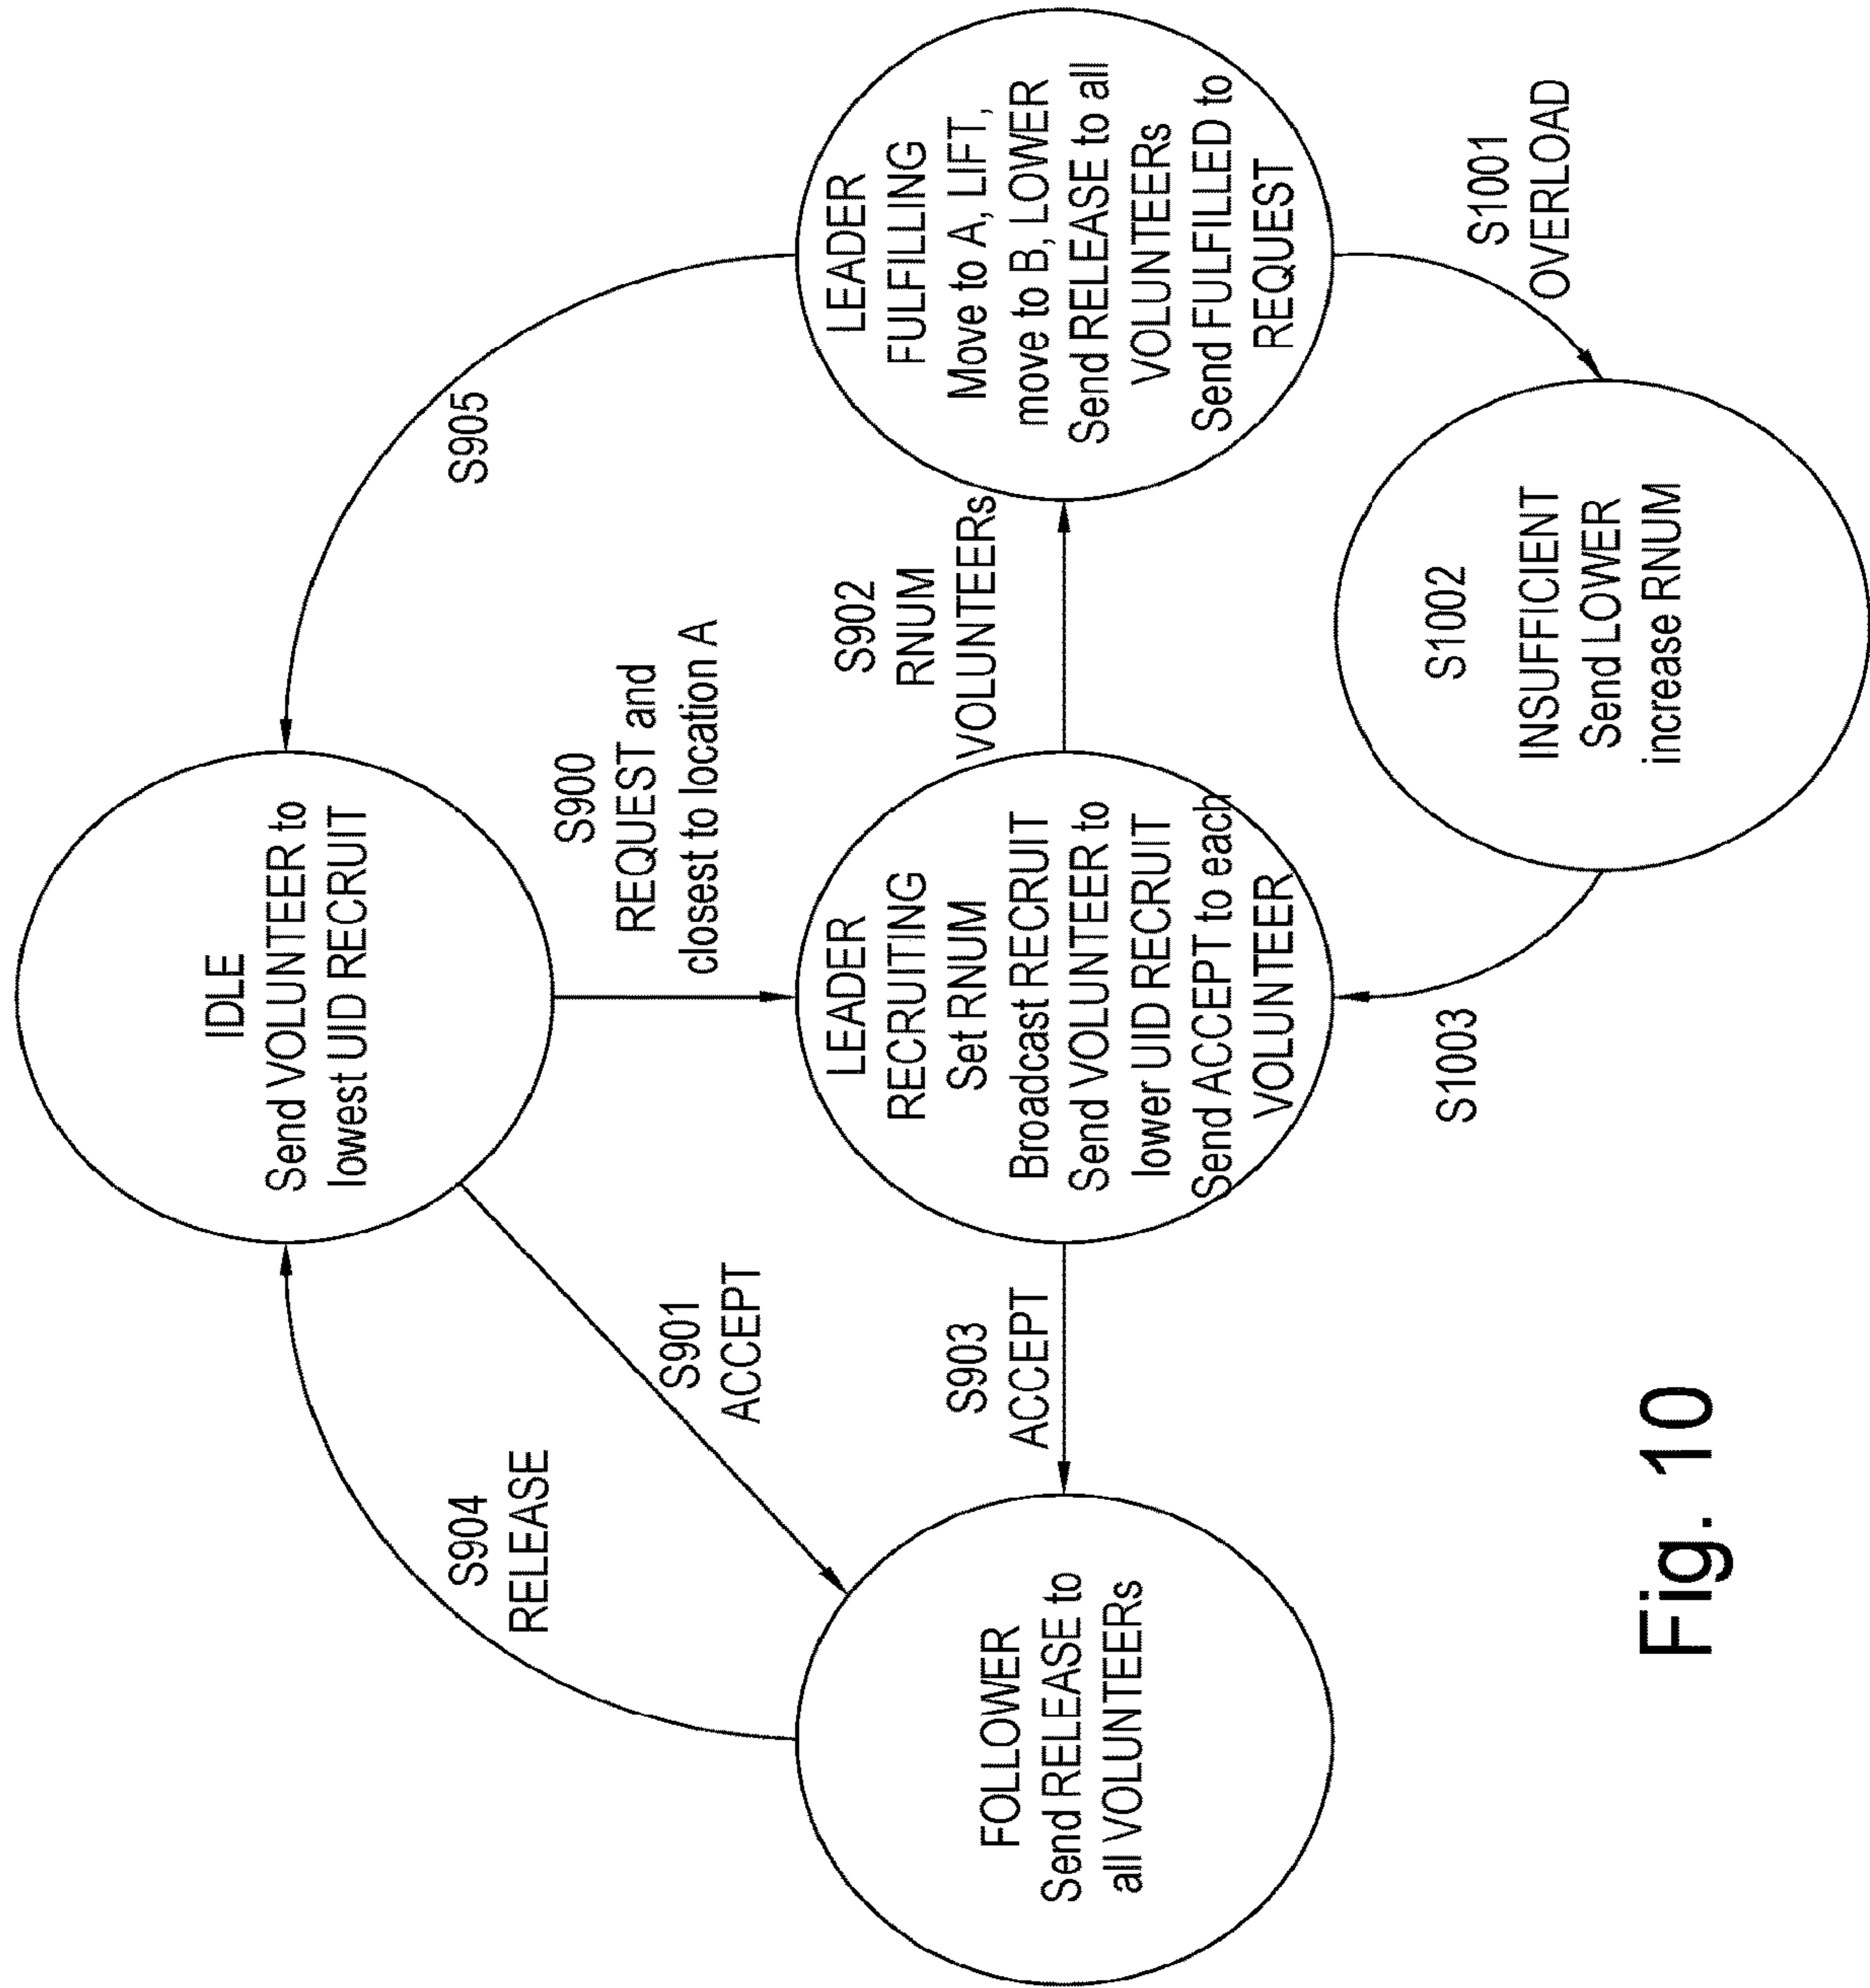 IDLE
Send VOLUNTEER to
lowest UID RECRUIT
S904
RELEASE
S905
S901
ACCEPT
S900
REQUEST and
closest to location A
FOLLOWER
Send RELEASE to
all VOLUNTEERs
S903
ACCEPT
LEADER
RECRUITING
Set RNUM
Broadcast RECRUIT
Send VOLUNTEER to
lower UID RECRUIT
Send ACCEPT to each
VOLUNTEER
S902
RNUM
VOLUNTEERs
LEADER
FULFILLING
Move to A, LIFT,
move to B, LOWER
Send RELEASE to all
VOLUNTEERs
Send FULFILLED to
REQUEST
S1003
S1002
INSUFFICIENT
Send LOWER
increase RNUM
S1001
OVERLOAD
Fig. 10